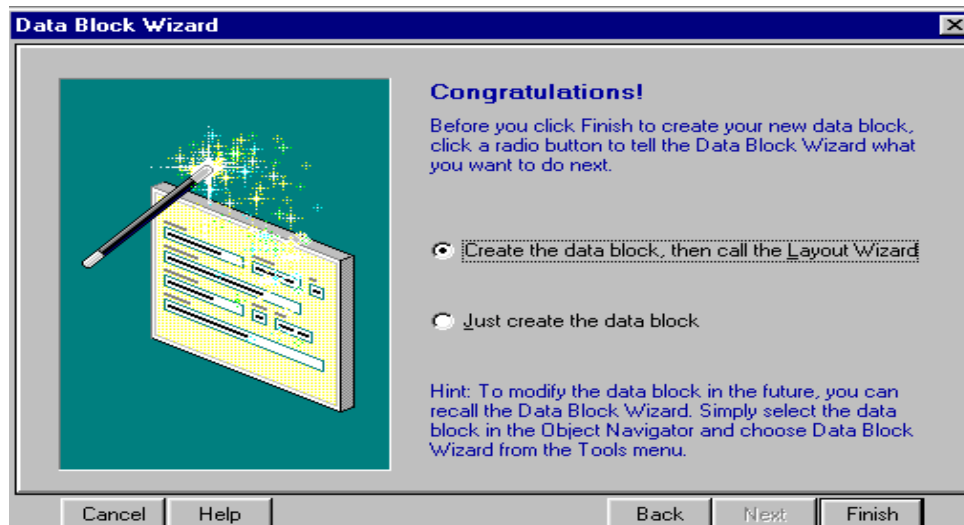 Data Block Wizard
Congratulations!
Before you click Finish to create your new data block,
click a radio button to tell the Data Block Wizard what
you want to do next.
Create the data block, then call the Layout Wizard
Just create the data block
Hint: To modify the data block in the future, you can
recall the Data Block Wizard. Simply select the data
block in the Object Navigator and choose Data Block
Wizard from the Tools menu.
Cancel Help Back Next Finish